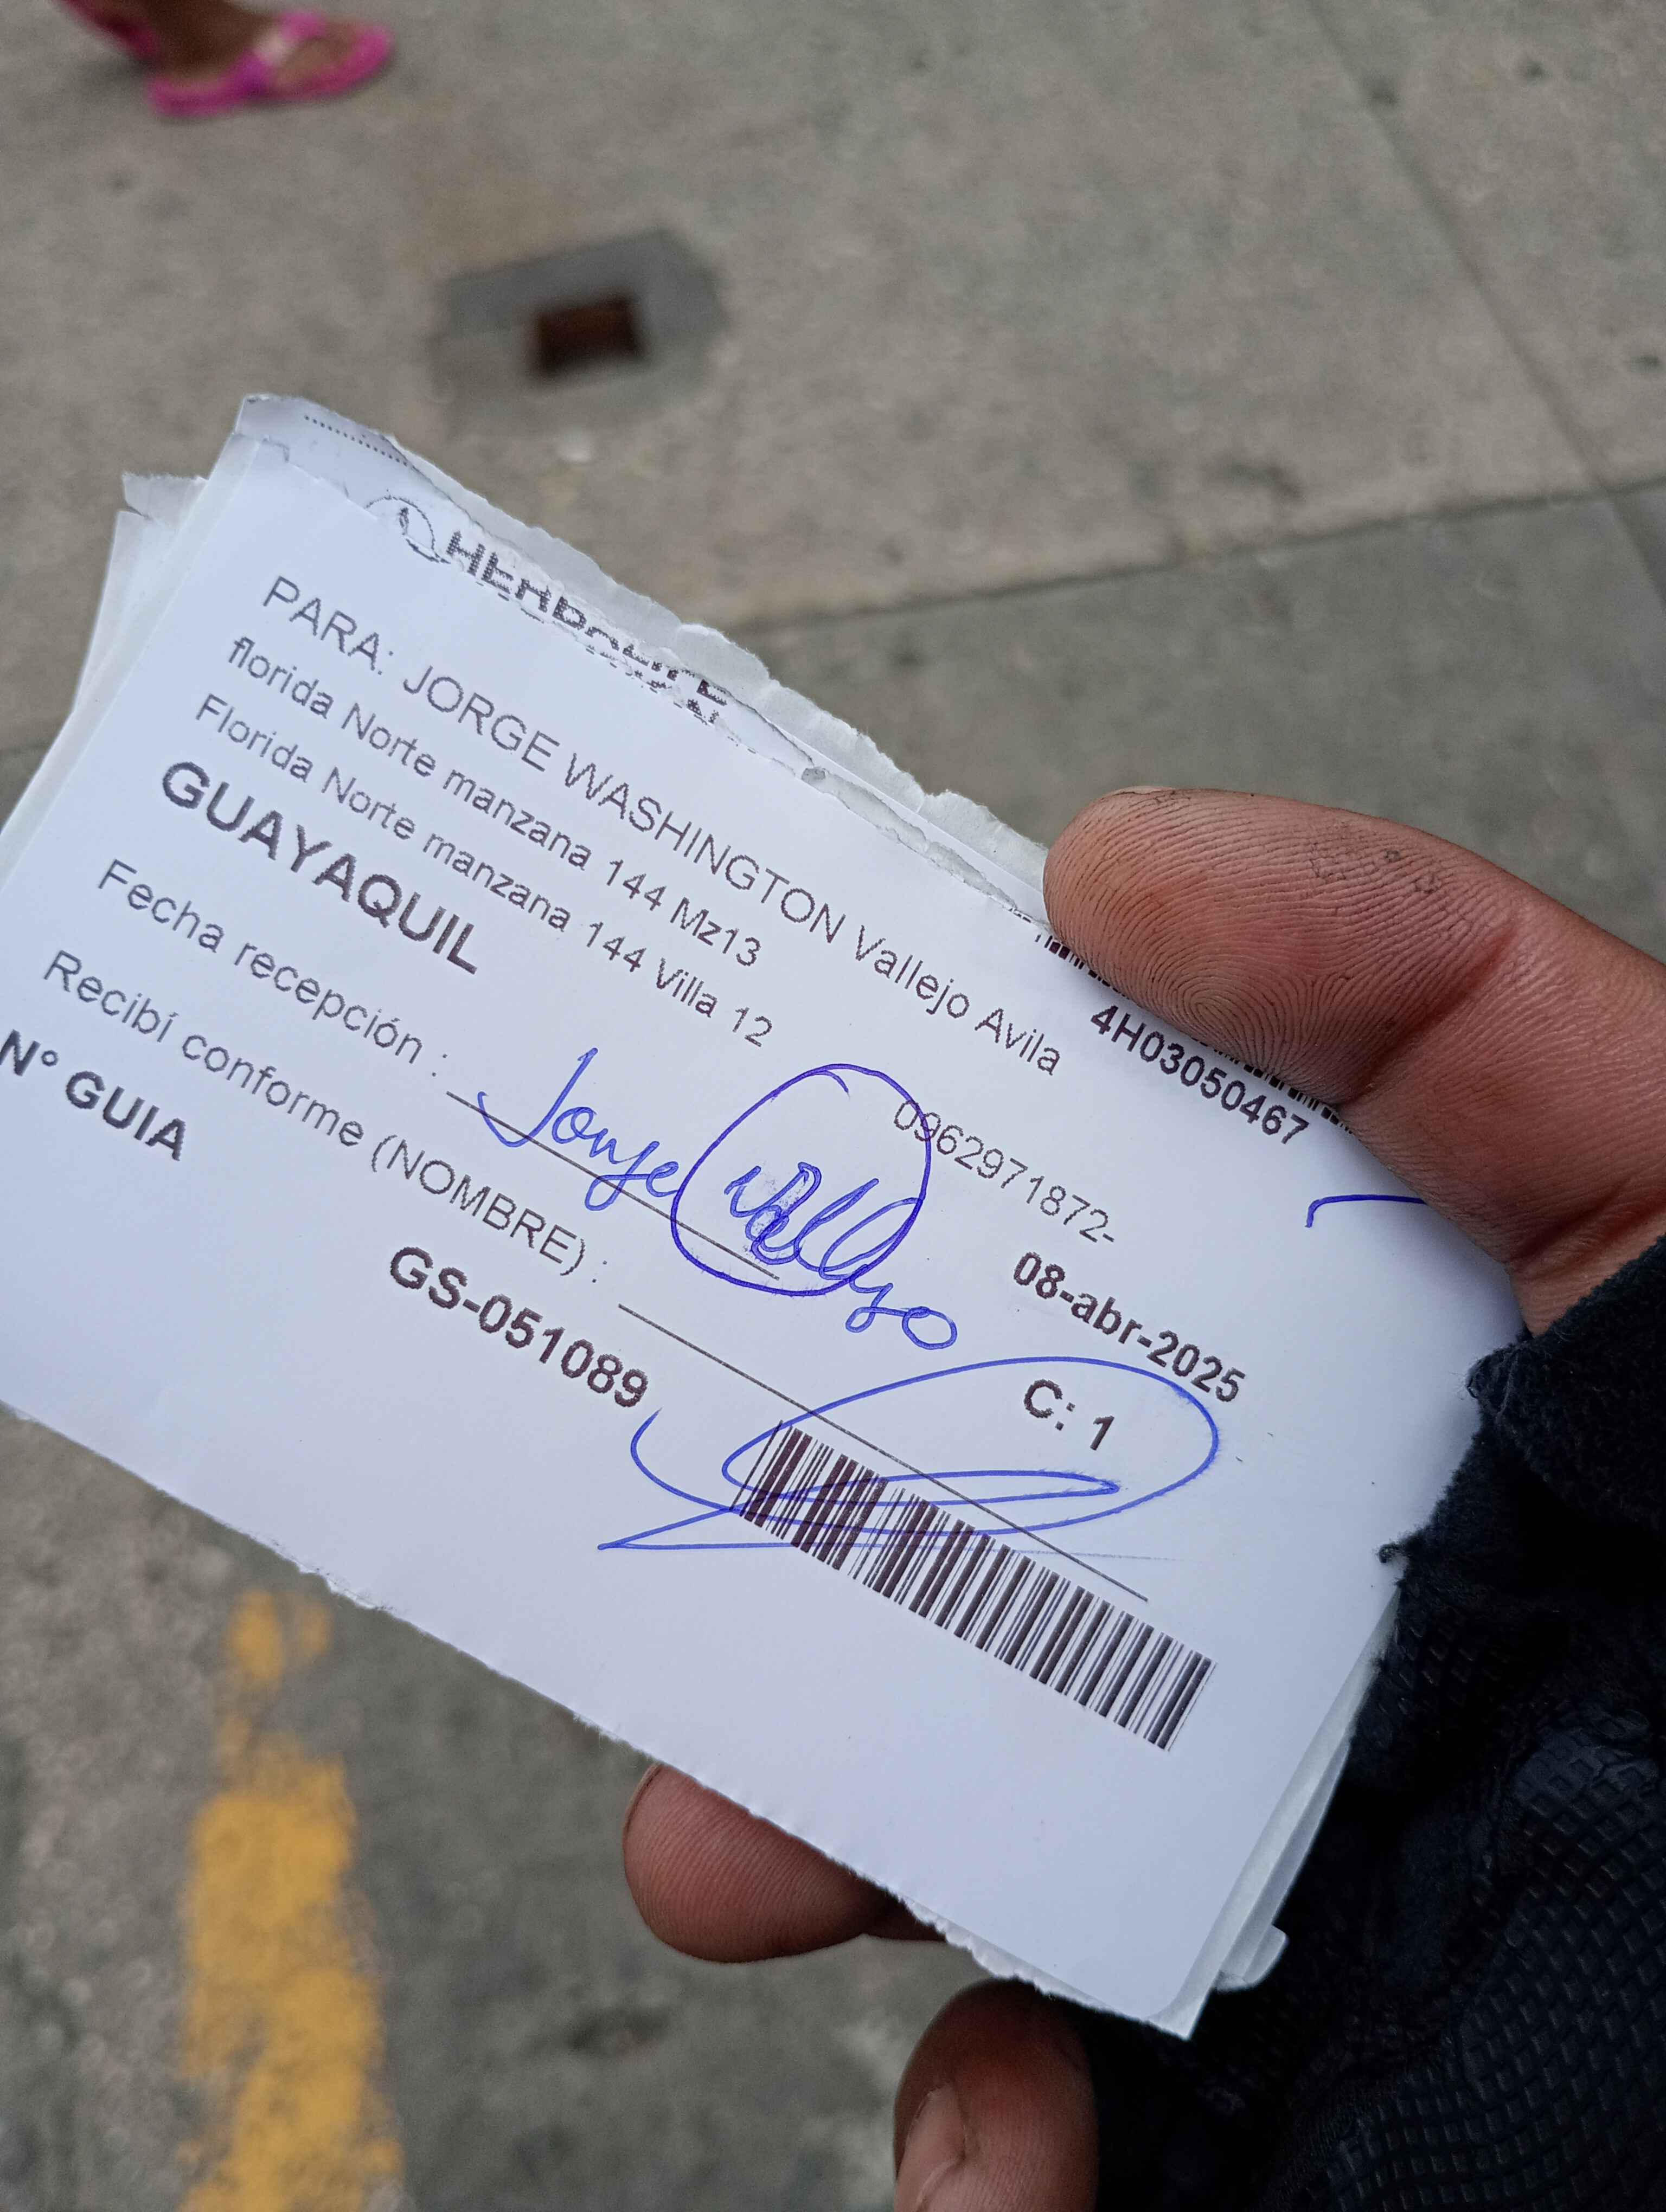 HERBALIFE
PARA: JORGE WASHINGTON Vallejo Avila
4H03050467
florida Norte manzana 144 Mz13
Florida Norte manzana 144 Villa 12
0962971872-
GUAYAQUIL
08-abr-2025
Fecha recepción :
Jorge Vallejo
C: 1
Recibí conforme (NOMBRE) :
N° GUIA
GS-051089